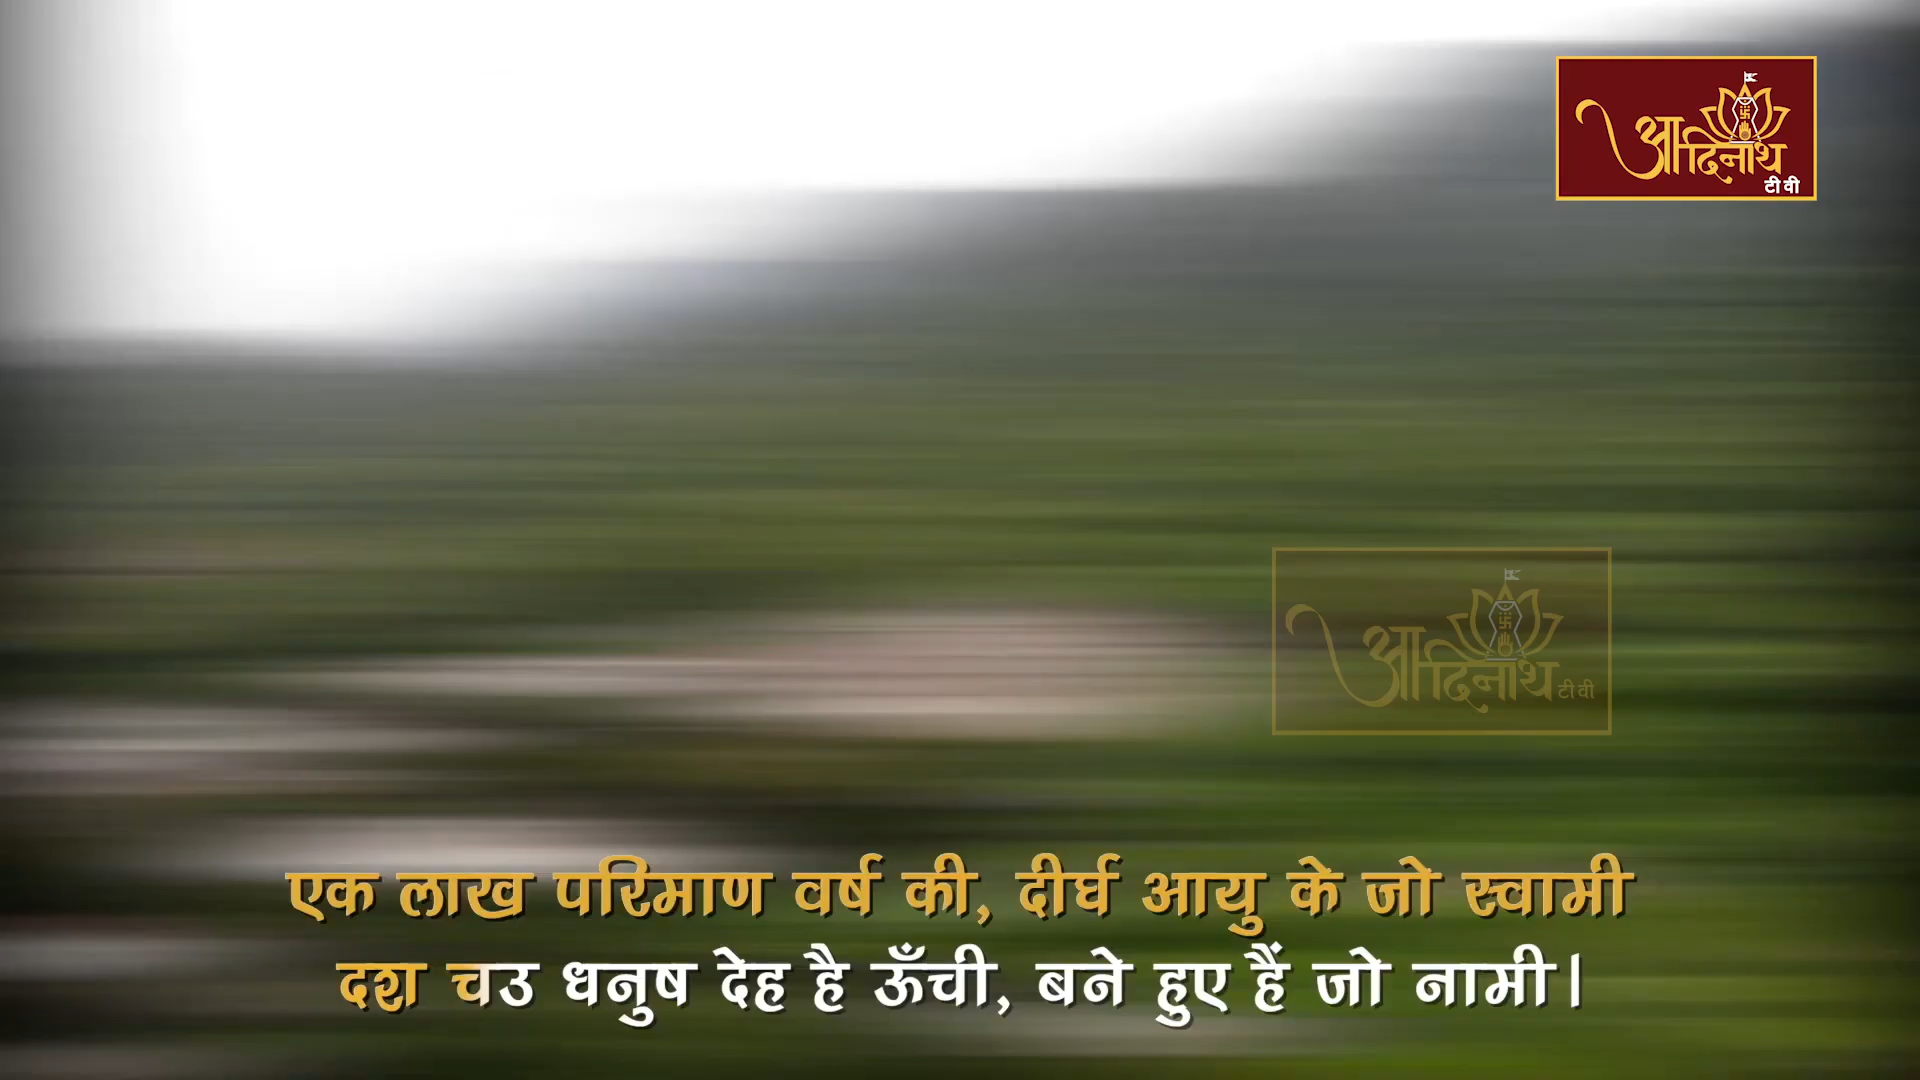 आदिनाथ
टी वी
आदिनाथ टी वी
एक लाख परिमाण वर्ष की, दीर्घ आयु के जो स्वामी
दश चउ धनुष देह है ऊँची, बने हुए हैं जो नामी।